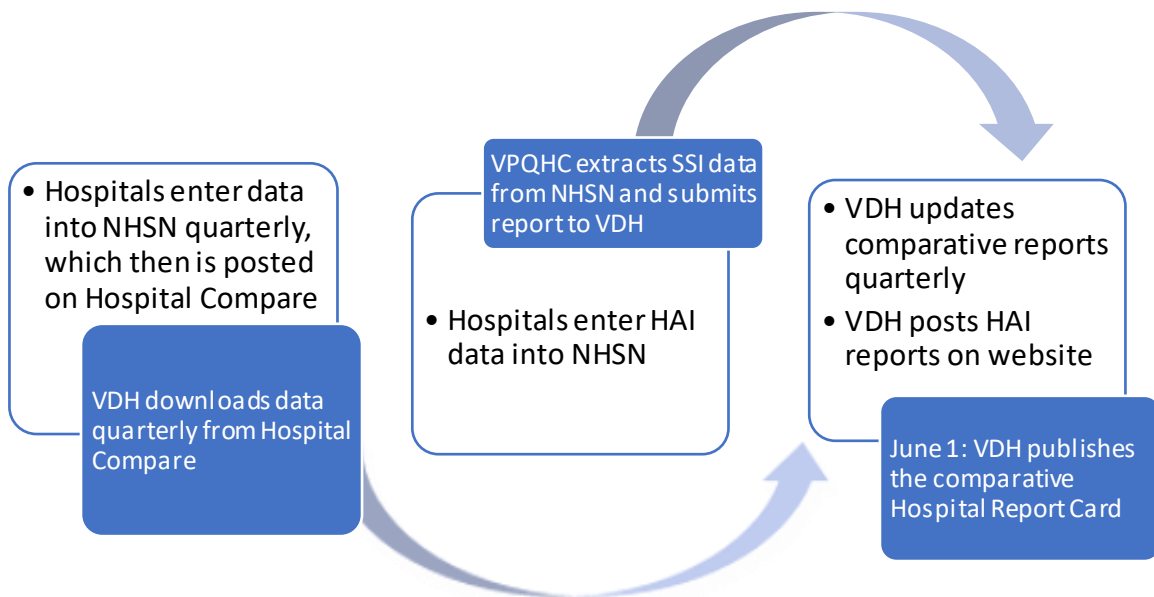 • Hospitals enter data
into NHSN quarterly,
which then is posted
on Hospital Compare
VDH downloads data
quarterly from Hospital
Compare
VPQHC extracts SSI data
from NHSN and submits
report to VDH
• Hospitals enter HAI
data into NHSN
• VDH updates
comparative reports
quarterly
• VDH posts HAI
reports on website
June 1: VDH publishes
the comparative
Hospital Report Card